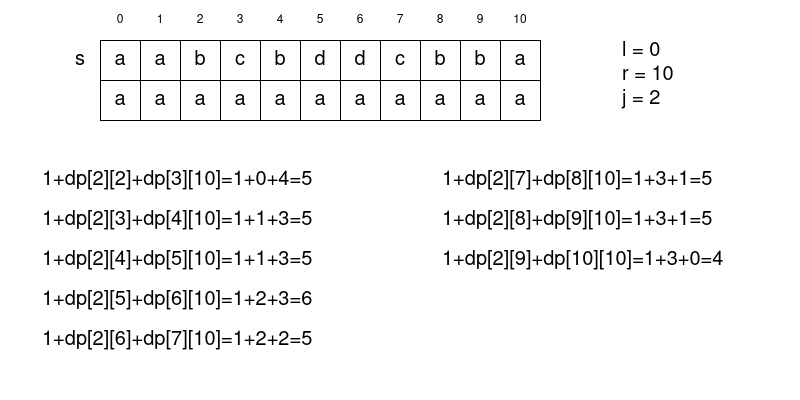 0 1 2 3 4 5 6 7 8 9 10
s a a b c b d d c b b a
a a a a a a a a a a a
l = 0
r = 10
j = 2
1+dp[2][2]+dp[3][10]=1+0+4=5
1+dp[2][3]+dp[4][10]=1+1+3=5
1+dp[2][4]+dp[5][10]=1+1+3=5
1+dp[2][5]+dp[6][10]=1+2+3=6
1+dp[2][6]+dp[7][10]=1+2+2=5
1+dp[2][7]+dp[8][10]=1+3+1=5
1+dp[2][8]+dp[9][10]=1+3+1=5
1+dp[2][9]+dp[10][10]=1+3+0=4